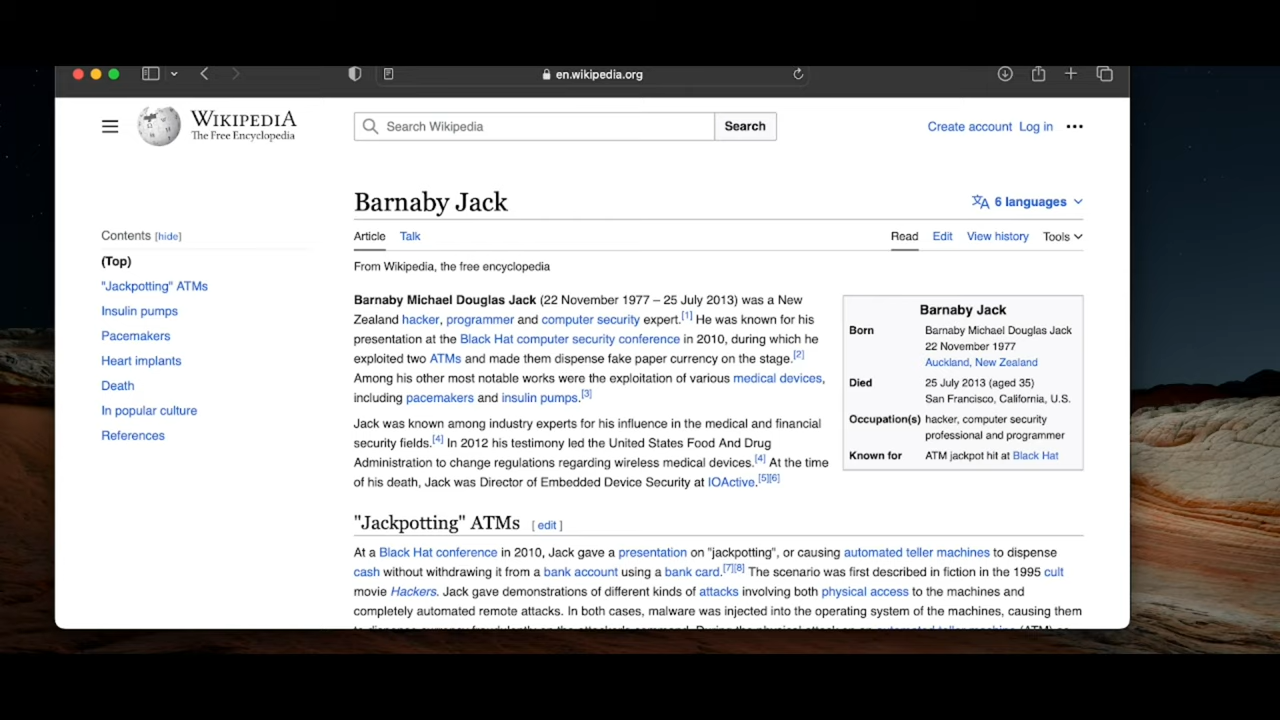 en.wikipedia.org
WIKIPEDIA
The Free Encyclopedia
Search Wikipedia
Search
Create account Log in
Barnaby Jack
6 languages
Contents [hide]
(Top)
"Jackpotting" ATMs
Insulin pumps
Pacemakers
Heart implants
Death
In popular culture
References
Article Talk
Read Edit View history Tools
From Wikipedia, the free encyclopedia
Barnaby Michael Douglas Jack (22 November 1977 – 25 July 2013) was a New
Zealand hacker, programmer and computer security expert.[1] He was known for his
presentation at the Black Hat computer security conference in 2010, during which he
exploited two ATMs and made them dispense fake paper currency on the stage.[2]
Among his other most notable works were the exploitation of various medical devices,
including pacemakers and insulin pumps.[3]
Jack was known among industry experts for his influence in the medical and financial
security fields.[4] In 2012 his testimony led the United States Food And Drug
Administration to change regulations regarding wireless medical devices.[4] At the time
of his death, Jack was Director of Embedded Device Security at IOActive.[5][6]
Barnaby Jack
Born Barnaby Michael Douglas Jack
22 November 1977
Auckland, New Zealand
Died 25 July 2013 (aged 35)
San Francisco, California, U.S.
Occupation(s) hacker, computer security
professional and programmer
Known for ATM jackpot hit at Black Hat
"Jackpotting" ATMs [ edit ]
At a Black Hat conference in 2010, Jack gave a presentation on "jackpotting", or causing automated teller machines to dispense
cash without withdrawing it from a bank account using a bank card.[7][8] The scenario was first described in fiction in the 1995 cult
movie Hackers. Jack gave demonstrations of different kinds of attacks involving both physical access to the machines and
completely automated remote attacks. In both cases, malware was injected into the operating system of the machines, causing them